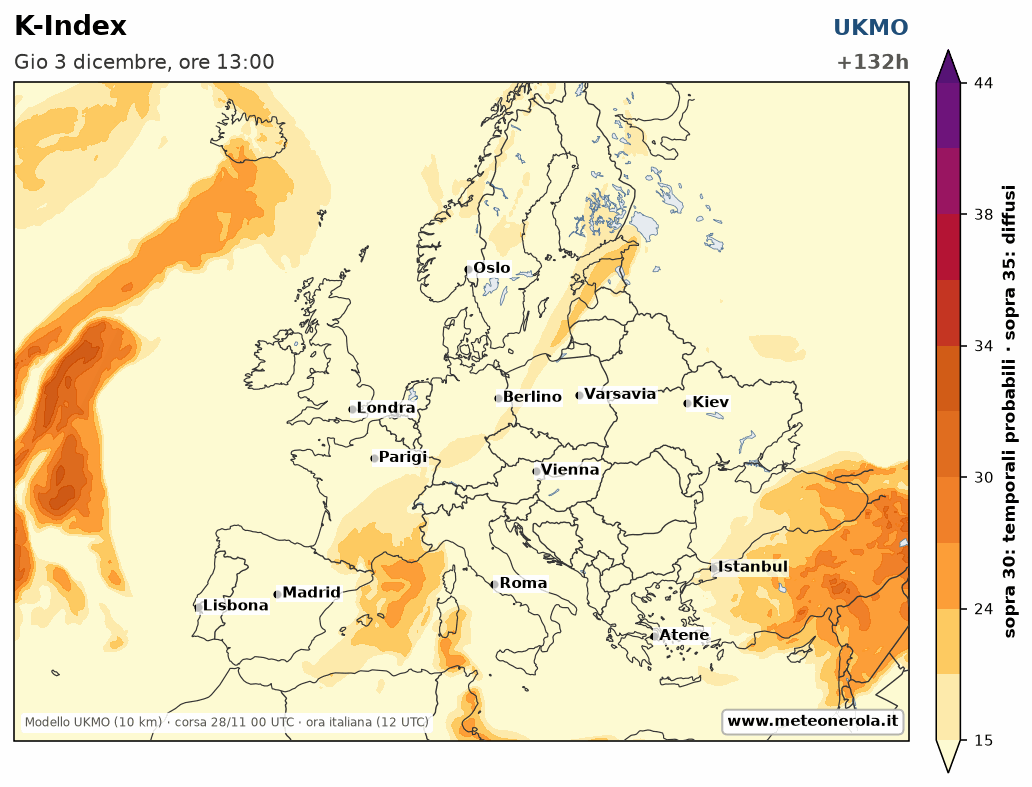 K-Index
UKMO
Gio 3 dicembre, ore 13:00
+132h
44
38
34
30
24
15
sopra 30: temporali probabili · sopra 35: diffusi
Oslo
Berlino
Varsavia
Kiev
Londra
Parigi
Vienna
Istanbul
Roma
Madrid
Lisbona
Atene
Modello UKMO (10 km) · corsa 28/11 00 UTC · ora italiana (12 UTC)
www.meteonerola.it